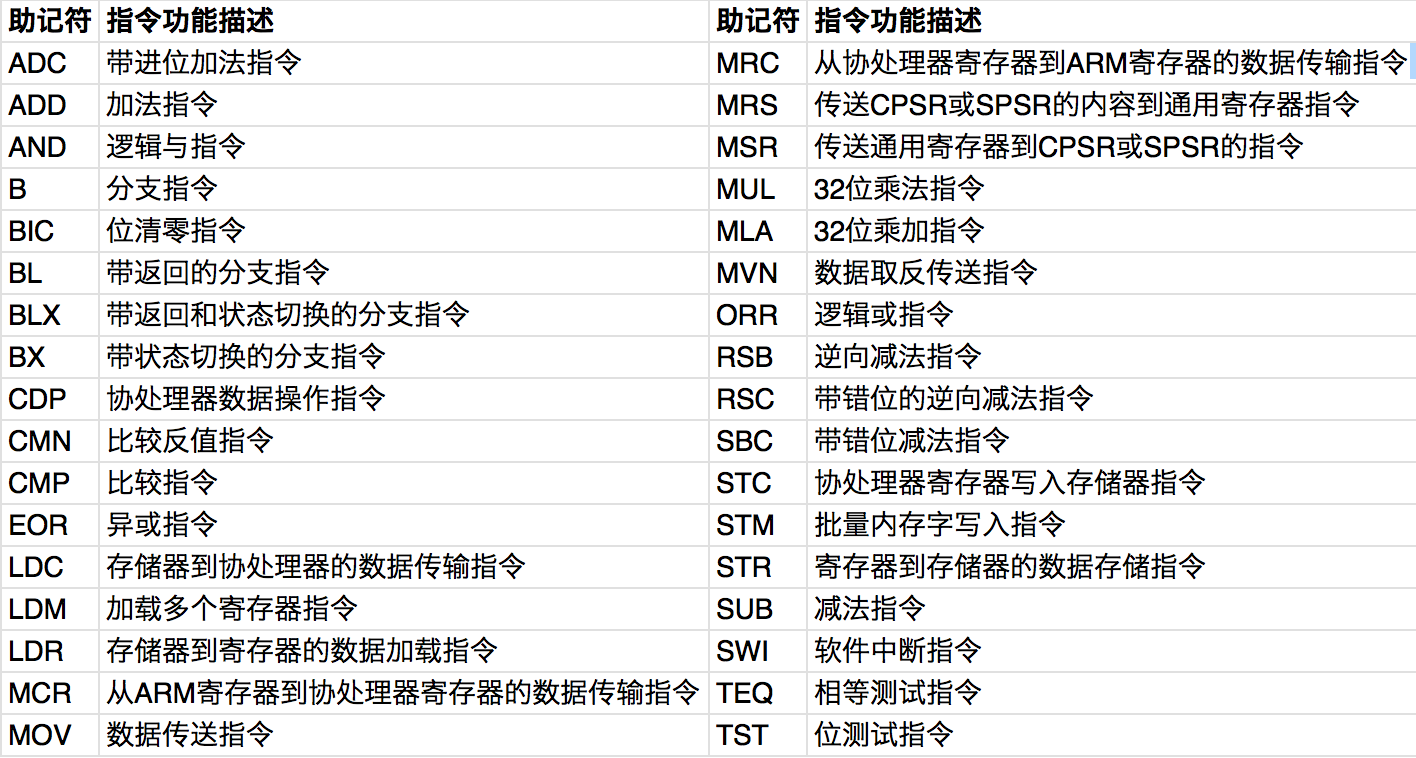 助记符 指令功能描述 助记符 指令功能描述
ADC 带进位加法指令 MRC 从协处理器寄存器到ARM寄存器的数据传输指令
ADD 加法指令 MRS 传送CPSR或SPSR的内容到通用寄存器指令
AND 逻辑与指令 MSR 传送通用寄存器到CPSR或SPSR的指令
B 分支指令 MUL 32位乘法指令
BIC 位清零指令 MLA 32位乘加指令
BL 带返回的分支指令 MVN 数据取反传送指令
BLX 带返回和状态切换的分支指令 ORR 逻辑或指令
BX 带状态切换的分支指令 RSB 逆向减法指令
CDP 协处理器数据操作指令 RSC 带错位的逆向减法指令
CMN 比较反值指令 SBC 带错位减法指令
CMP 比较指令 STC 协处理器寄存器写入存储器指令
EOR 异或指令 STM 批量内存字写入指令
LDC 存储器到协处理器的数据传输指令 STR 寄存器到存储器的数据存储指令
LDM 加载多个寄存器指令 SUB 减法指令
LDR 存储器到寄存器的数据加载指令 SWI 软件中断指令
MCR 从ARM寄存器到协处理器寄存器的数据传输指令 TEQ 相等测试指令
MOV 数据传送指令 TST 位测试指令